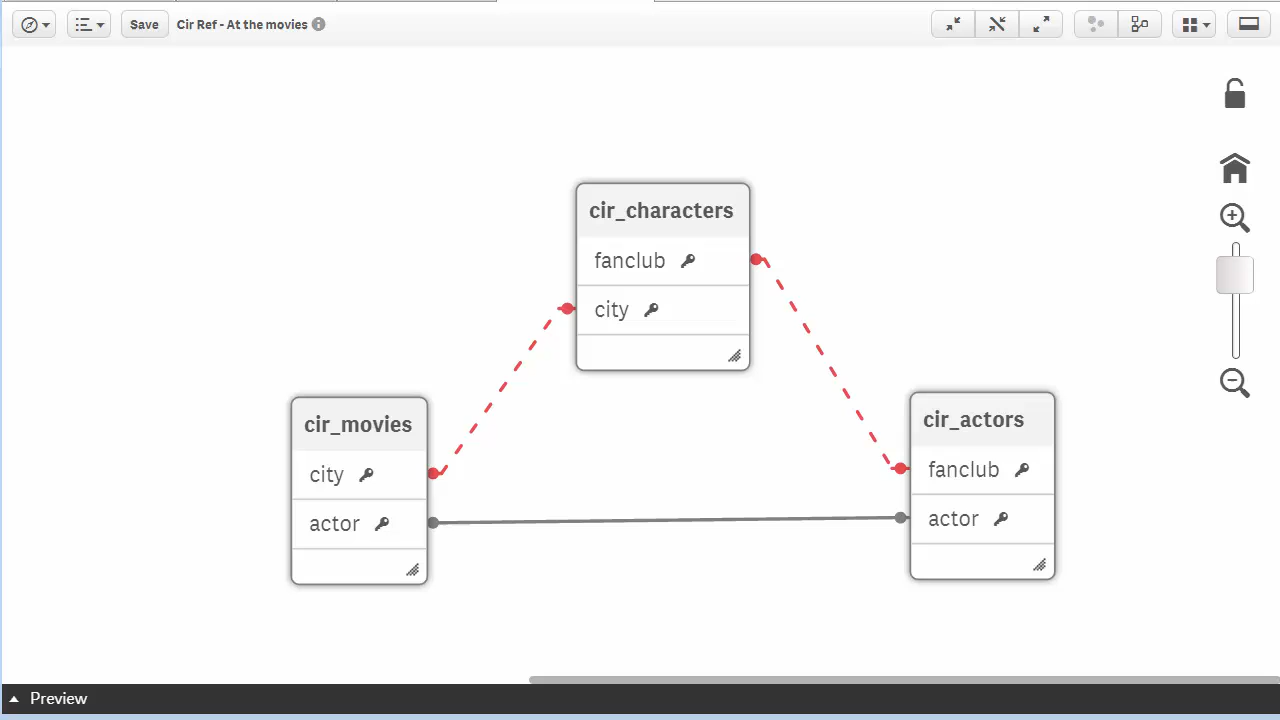 Save
Cir Ref - At the movies
cir_characters
fanclub
city
cir_movies
city
actor
cir_actors
fanclub
actor
Preview